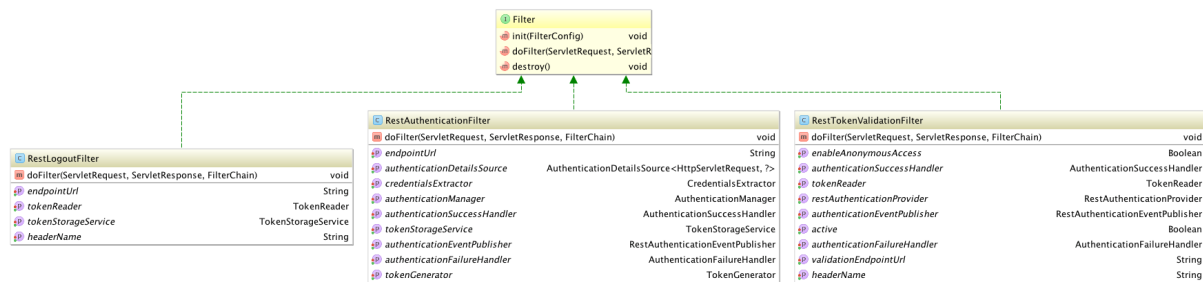 Filter
init(FilterConfig) void
doFilter(ServletRequest, ServletR
destroy() void
RestLogoutFilter
doFilter(ServletRequest, ServletResponse, FilterChain) void
endpointUrl String
tokenReader TokenReader
tokenStorageService TokenStorageService
headerName String
RestAuthenticationFilter
doFilter(ServletRequest, ServletResponse, FilterChain) void
endpointUrl String
authenticationDetailsSource AuthenticationDetailsSource<HttpServletRequest, ?>
credentialsExtractor CredentialsExtractor
authenticationManager AuthenticationManager
authenticationSuccessHandler AuthenticationSuccessHandler
tokenStorageService TokenStorageService
authenticationEventPublisher RestAuthenticationEventPublisher
authenticationFailureHandler AuthenticationFailureHandler
tokenGenerator TokenGenerator
RestTokenValidationFilter
doFilter(ServletRequest, ServletResponse, FilterChain) void
enableAnonymousAccess Boolean
authenticationSuccessHandler AuthenticationSuccessHandler
tokenReader TokenReader
restAuthenticationProvider RestAuthenticationProvider
authenticationEventPublisher RestAuthenticationEventPublisher
active Boolean
authenticationFailureHandler AuthenticationFailureHandler
validationEndpointUrl String
headerName String